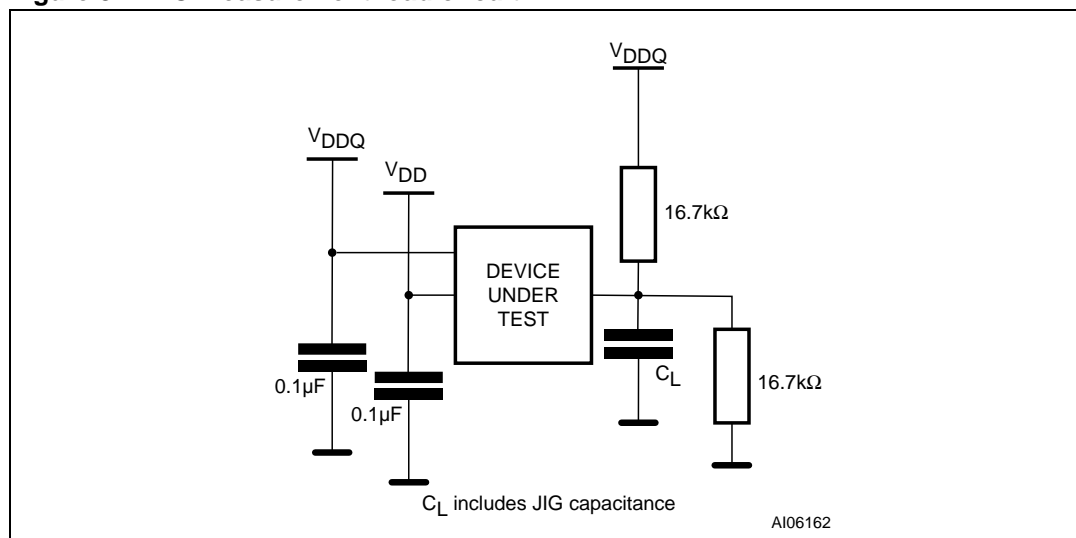 V_DDQ
V_DDQ
V_DD
16.7kΩ
DEVICE
UNDER
TEST
0.1µF
0.1µF
C_L
16.7kΩ
C_L includes JIG capacitance
AI06162